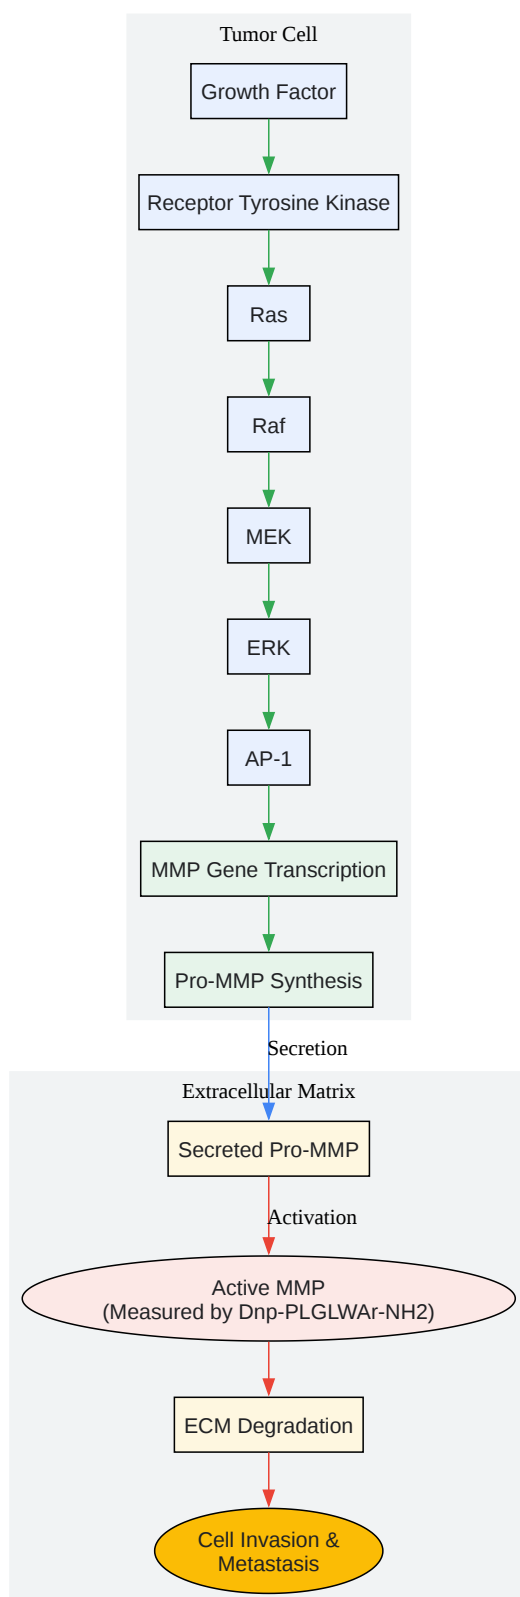 Tumor Cell
Growth Factor
Receptor Tyrosine Kinase
Ras
Raf
MEK
ERK
AP-1
MMP Gene Transcription
Pro-MMP Synthesis
Secretion
Extracellular Matrix
Secreted Pro-MMP
Activation
Active MMP
(Measured by Dnp-PLGLWAr-NH2)
ECM Degradation
Cell Invasion &
Metastasis